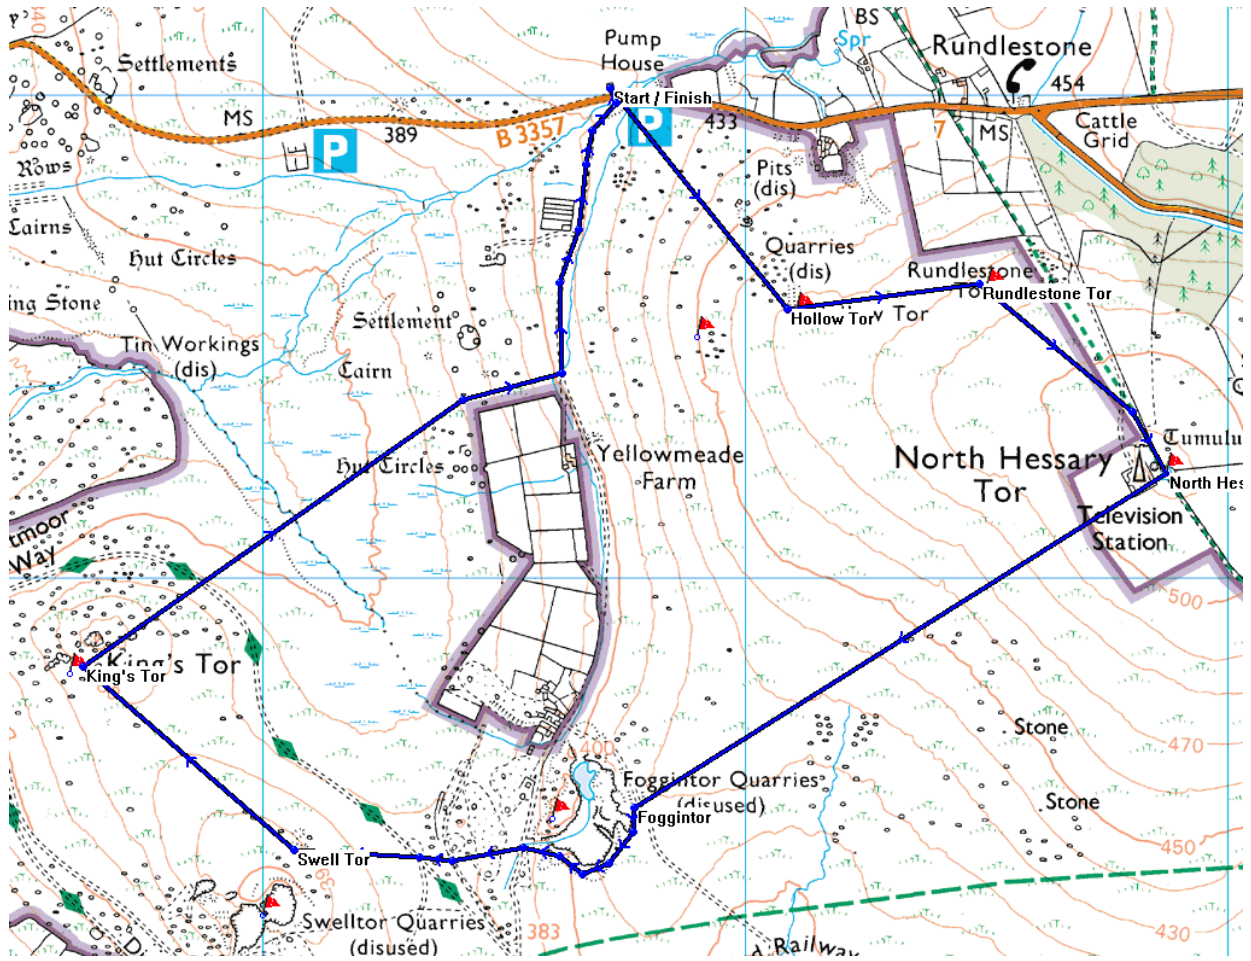 Settlements
MS
Rows
P
389
B 3357
Pump
House
Start / Finish
P
433
BS
Spr
Rundlestone
454
7
MS
Cattle
Grid
Pits
(dis)
Cairns
Hut Circles
ing Stone
Tin Workings
(dis)
Settlement
Cairn
Quarries
(dis)
Hollow Tor
Tor
Rundlestone
Rundlestone Tor
Hut Circles
Yellowmeade
Farm
North Hessary
Tor
Tumulu
North Hes
Television
Station
tmoor
Way
500
King's Tor
King's Tor
400
Foggintor Quarries
(disused)
Foggintor
Stone
Stone
470
450
430
Swell Tor
39
Swelltor Quarries
(disused)
383
d Railway